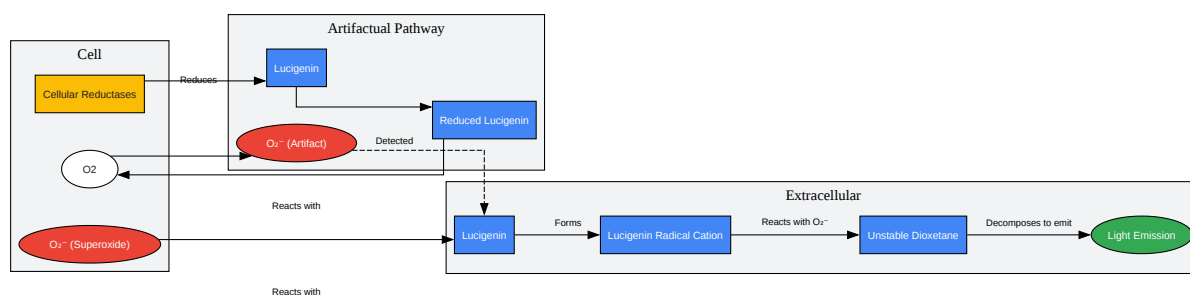 Artifactual Pathway
Cell
Lucigenin
Reduces
Cellular Reductases
Reduced Lucigenin
O₂⁻ (Artifact)
Detected
O2
Extracellular
Reacts with
Forms
Reacts with O₂⁻
Decomposes to emit
O₂⁻ (Superoxide)
Lucigenin
Lucigenin Radical Cation
Unstable Dioxetane
Light Emission
Reacts with